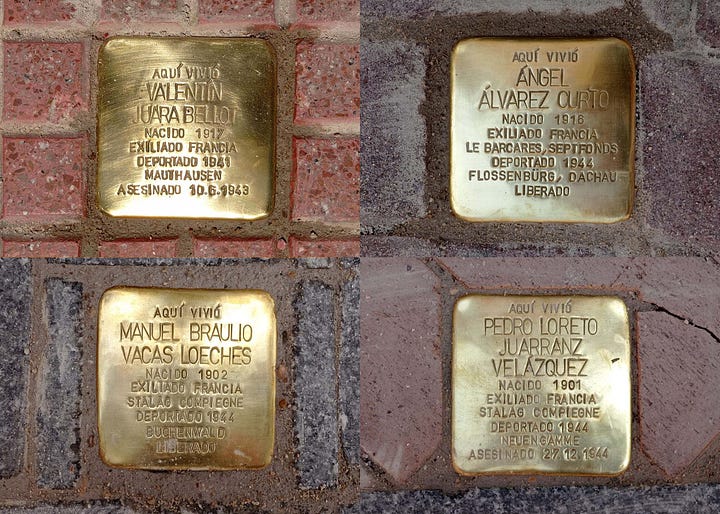 AQUÍ VIVIÓ
VALENTÍN
JUARA BELLOT
NACIDO 1917
EXILIADO FRANCIA
DEPORTADO 1941
MAUTHAUSEN
ASESINADO 10.6.1943
AQUÍ VIVIÓ
ÁNGEL
ÁLVAREZ CURTO
NACIDO 1916
EXILIADO FRANCIA
LE BARCARES, SEPTFONDS
DEPORTADO 1944
FLOSSENBÜRG, DACHAU
LIBERADO
AQUÍ VIVIÓ
MANUEL BRAULIO
VACAS LOECHES
NACIDO 1902
EXILIADO FRANCIA
STALAG COMPIEGNE
DEPORTADO 1944
BUCHENWALD
LIBERADO
AQUÍ VIVIÓ
PEDRO LORETO
JUARRANZ
VELÁZQUEZ
NACIDO 1901
EXILIADO FRANCIA
STALAG COMPIEGNE
DEPORTADO 1944
NEUENGAMME
ASESINADO 27.12.1944